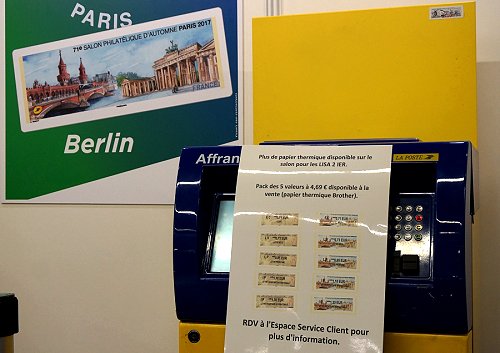 PARIS
71e SALON PHILATÉLIQUE D'AUTOMNE PARIS 2017
FRANCE
Berlin
Affran
LA POSTE
Plus de papier thermique disponible sur le
salon pour les LISA 2 IER.
Pack des 5 valeurs à 4,69 € disponible à la
vente (papier thermique Brother).
RDV à l'Espace Service Client pour
plus d'information.